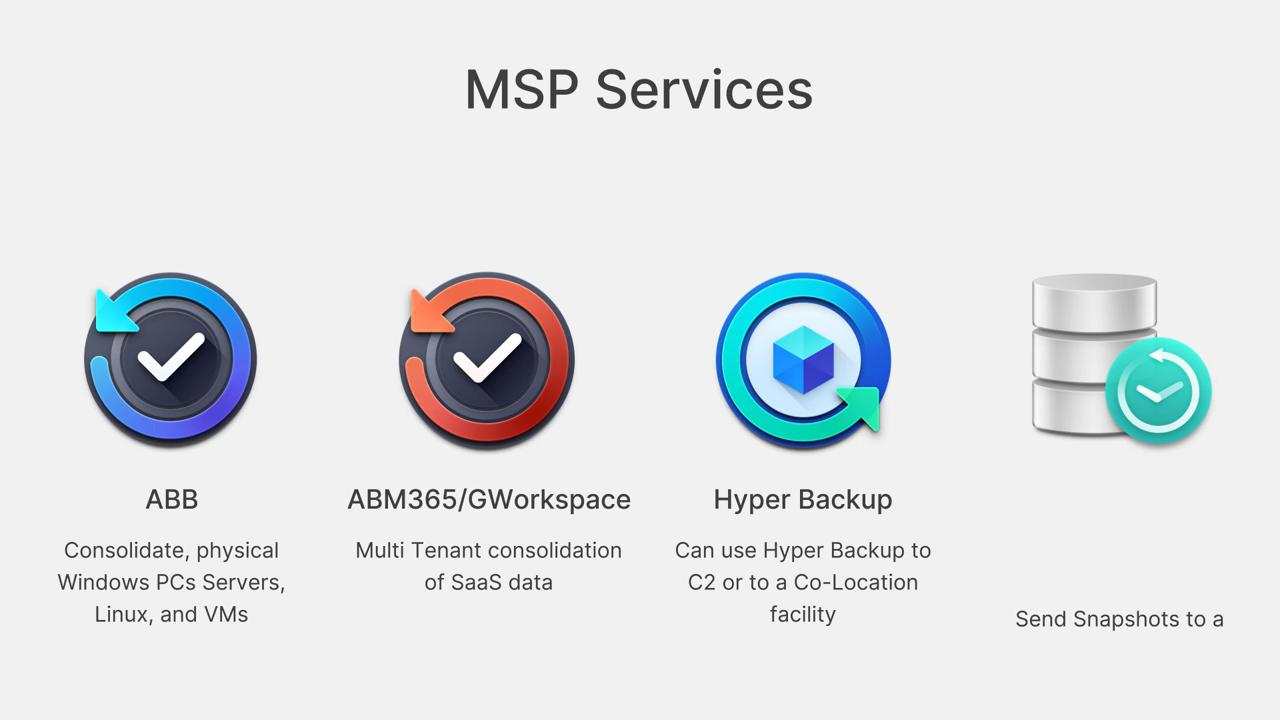 MSP Services
ABB
Consolidate, physical
Windows PCs Servers,
Linux, and VMs
ABM365/GWorkspace
Multi Tenant consolidation
of SaaS data
Hyper Backup
Can use Hyper Backup to
C2 or to a Co-Location
facility
Send Snapshots to a